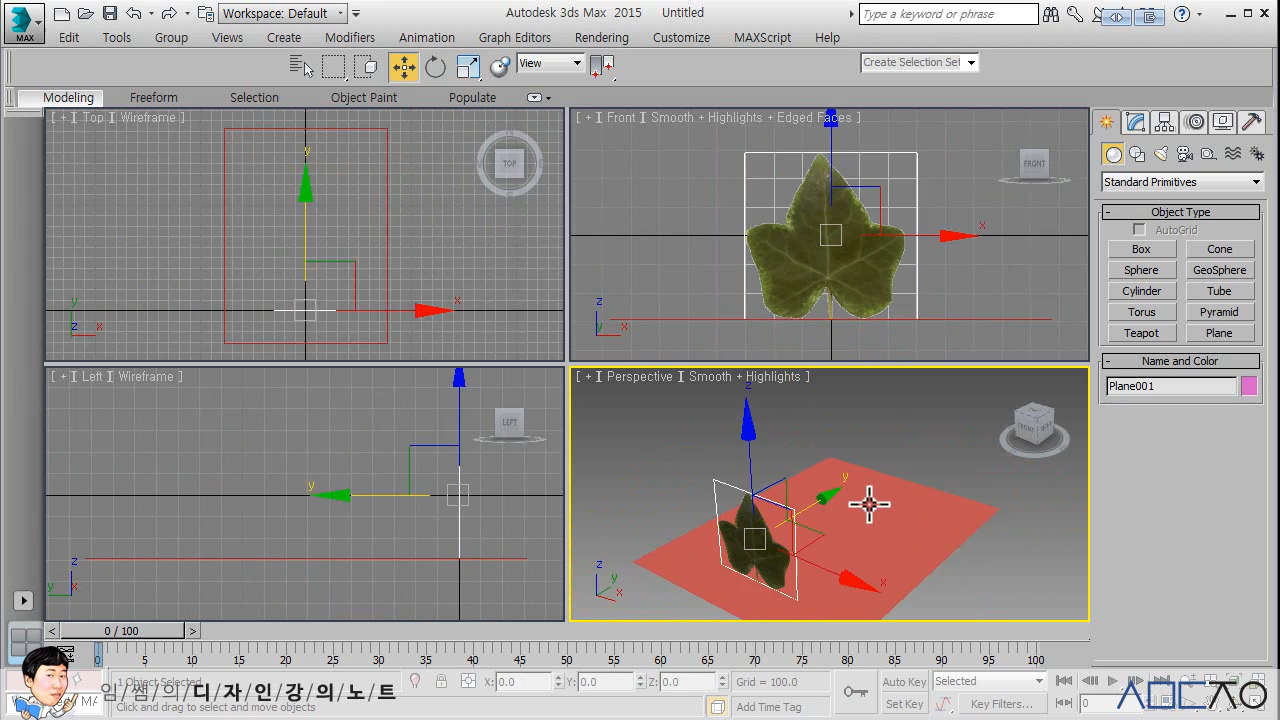 MAX
Workspace: Default
Autodesk 3ds Max 2015 Untitled
Type a keyword or phrase
Edit Tools Group Views Create Modifiers Animation Graph Editors Rendering Customize MAXScript Help
View
Create Selection Set
Modeling Freeform Selection Object Paint Populate
[ + ] Top ] Wireframe ]
TOP
y
x
y
x
z
[ + ] Front ] Smooth + Highlights + Edged Faces ]
FRONT
x
z
y
x
[ + ] Left ] Wireframe ]
LEFT
y
z
y
x
[ + ] Perspective ] Smooth + Highlights ]
FRONT
z
y
x
z
y
x
Standard Primitives
- Object Type
AutoGrid
Box Cone
Sphere GeoSphere
Cylinder Tube
Torus Pyramid
Teapot Plane
- Name and Color
Plane001
< 0 / 100 >
0 5 10 15 20 25 30 35 40 45 50 55 60 65 70 75 80 85 90 95 100
1 Object Selected
X: 0.0 Y: 0.0 Z: 0.0
Grid = 100.0
Auto Key
Selected
임/쌤/의/디/자/인/강/의/노/트
Click and drag to select and move objects
Add Time Tag
Set Key
Key Filters...
0